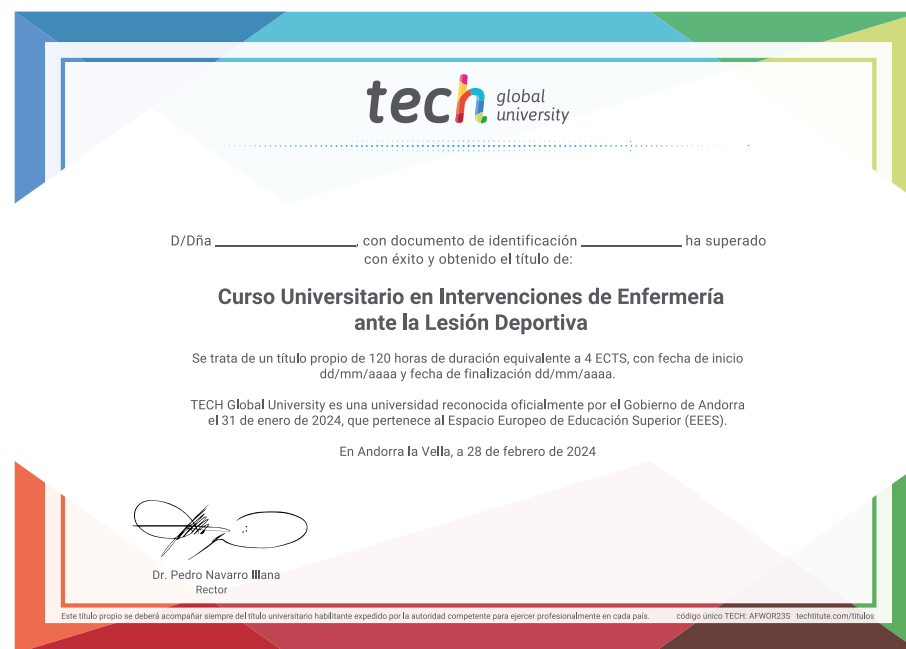 tech global university
D/Dña ______________, con documento de identificación __________ ha superado
con éxito y obtenido el título de:
Curso Universitario en Intervenciones de Enfermería
ante la Lesión Deportiva
Se trata de un título propio de 120 horas de duración equivalente a 4 ECTS, con fecha de inicio
dd/mm/aaaa y fecha de finalización dd/mm/aaaa.
TECH Global University es una universidad reconocida oficialmente por el Gobierno de Andorra
el 31 de enero de 2024, que pertenece al Espacio Europeo de Educación Superior (EEES).
En Andorra la Vella, a 28 de febrero de 2024
Dr. Pedro Navarro Illana
Rector
Este título propio se deberá acompañar siempre del título universitario habilitante expedido por la autoridad competente para ejercer profesionalmente en cada país. código único TECH: AFWOR23S techtitute.com/titulos